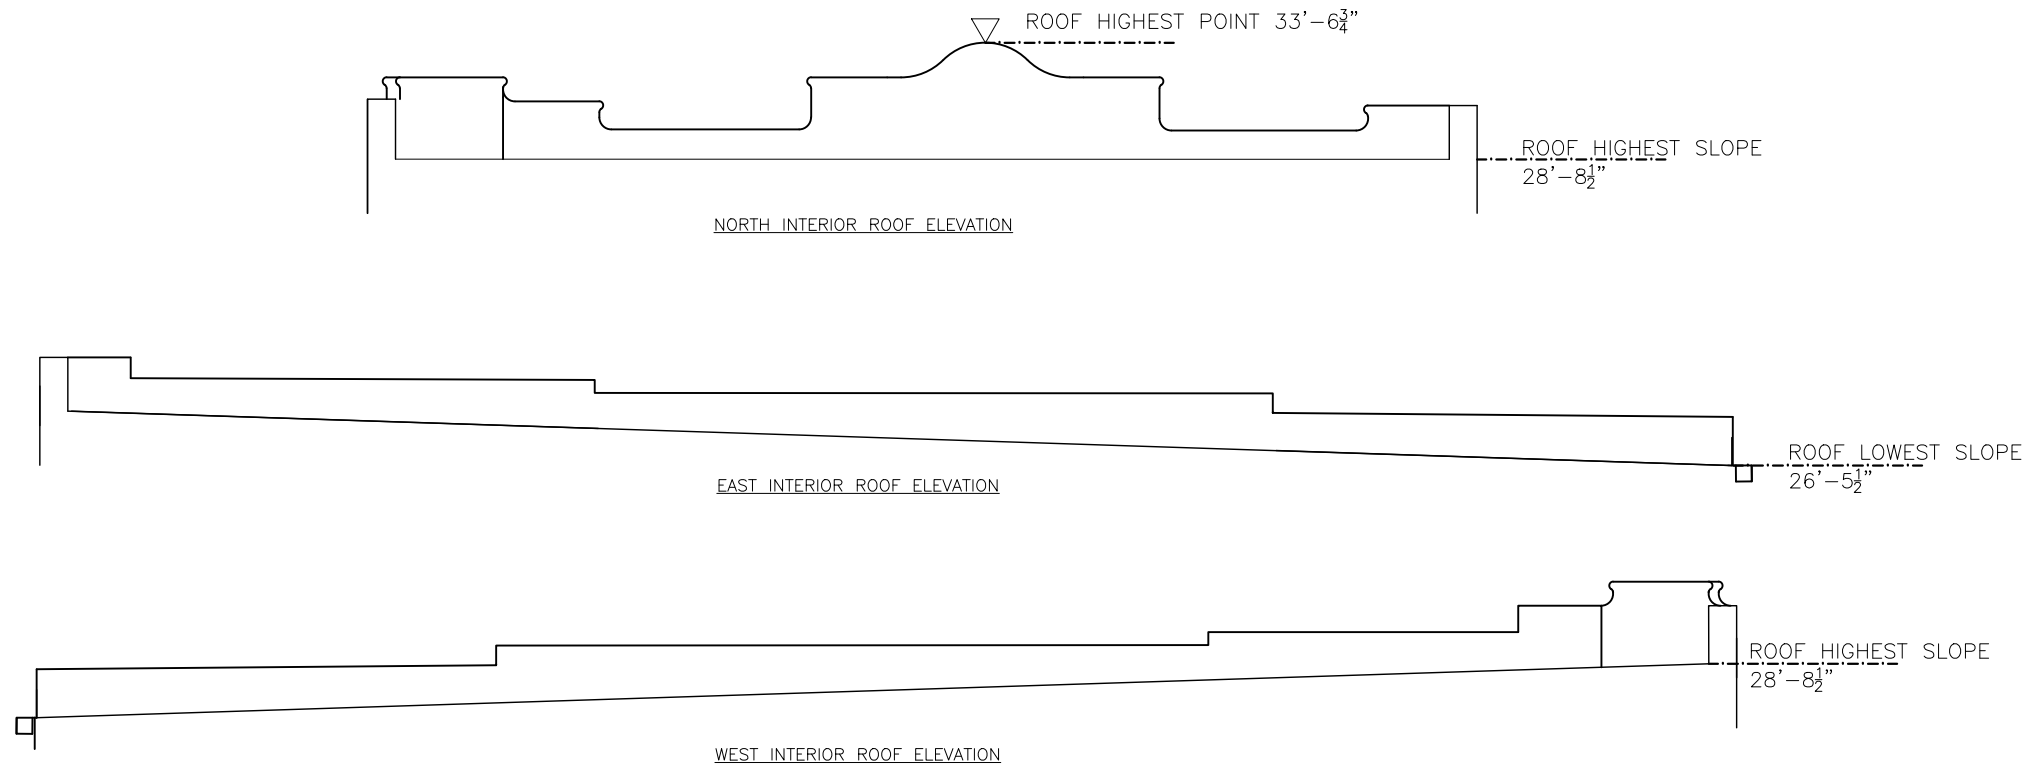 ROOF HIGHEST POINT 33'-6¾"
ROOF HIGHEST SLOPE
28'-8½"
NORTH INTERIOR ROOF ELEVATION
ROOF LOWEST SLOPE
26'-5½"
EAST INTERIOR ROOF ELEVATION
ROOF HIGHEST SLOPE
28'-8½"
WEST INTERIOR ROOF ELEVATION